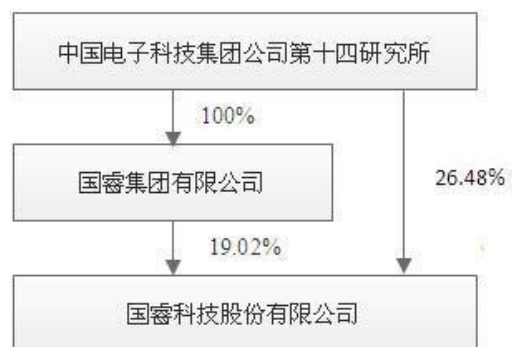 中国电子科技集团公司第十四研究所
100%
国睿集团有限公司
26.48%
19.02%
国睿科技股份有限公司